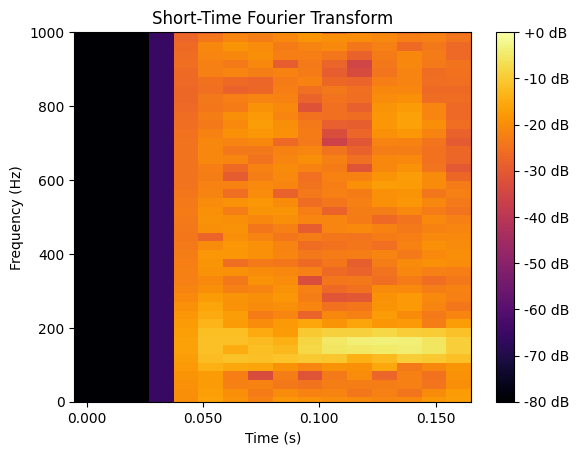 Short-Time Fourier Transform
1000
800
600
400
200
0
Frequency (Hz)
0.000
0.050
0.100
0.150
Time (s)
+0 dB
-10 dB
-20 dB
-30 dB
-40 dB
-50 dB
-60 dB
-70 dB
-80 dB